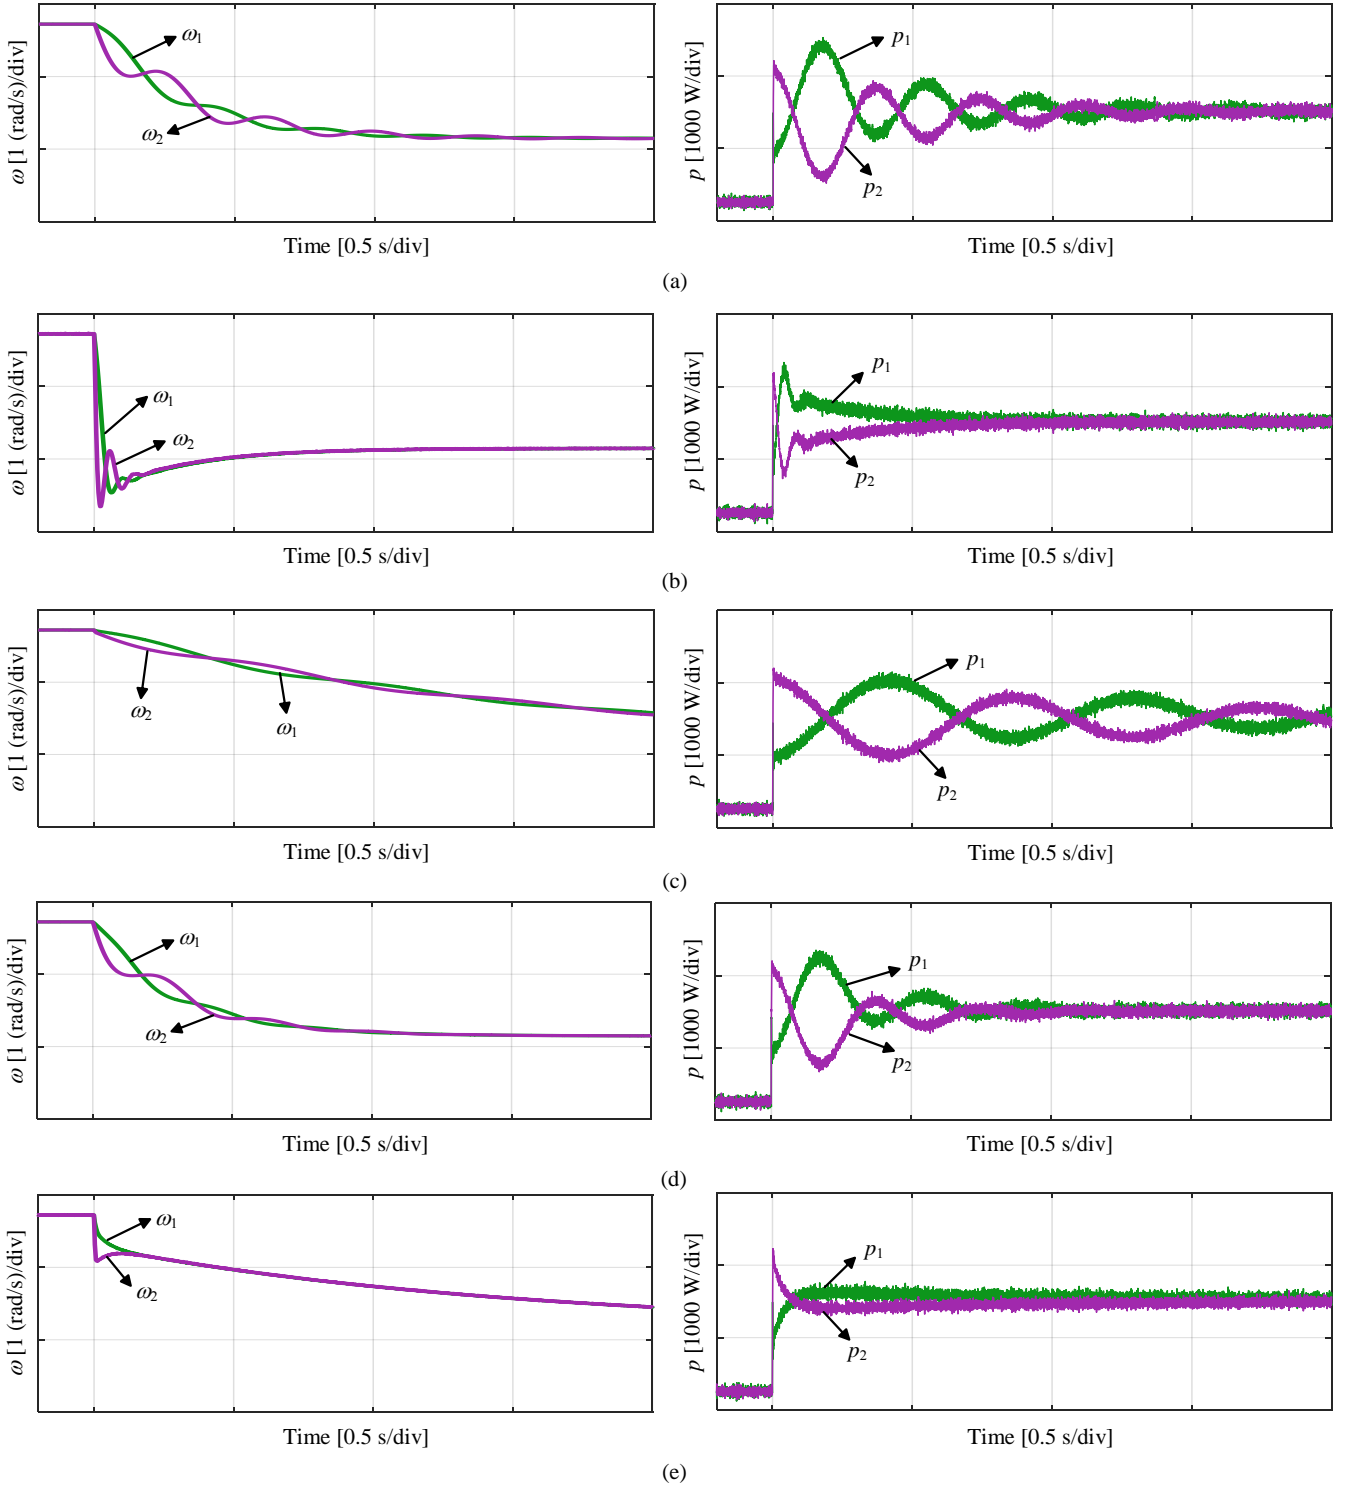 ω [1 (rad/s)/div]
ω1
ω2
Time [0.5 s/div]
p [1000 W/div]
p1
p2
Time [0.5 s/div]
(a)
ω [1 (rad/s)/div]
ω1
ω2
Time [0.5 s/div]
p [1000 W/div]
p1
p2
Time [0.5 s/div]
(b)
ω [1 (rad/s)/div]
ω2
ω1
Time [0.5 s/div]
p [1000 W/div]
p1
p2
Time [0.5 s/div]
(c)
ω [1 (rad/s)/div]
ω1
ω2
Time [0.5 s/div]
p [1000 W/div]
p1
p2
Time [0.5 s/div]
(d)
ω [1 (rad/s)/div]
ω1
ω2
Time [0.5 s/div]
p [1000 W/div]
p1
p2
Time [0.5 s/div]
(e)